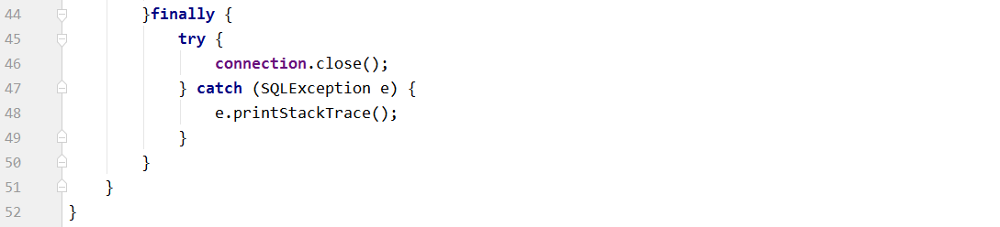 44        }finally {
45            try {
46                connection.close();
47            } catch (SQLException e) {
48                e.printStackTrace();
49            }
50        }
51    }
52 }